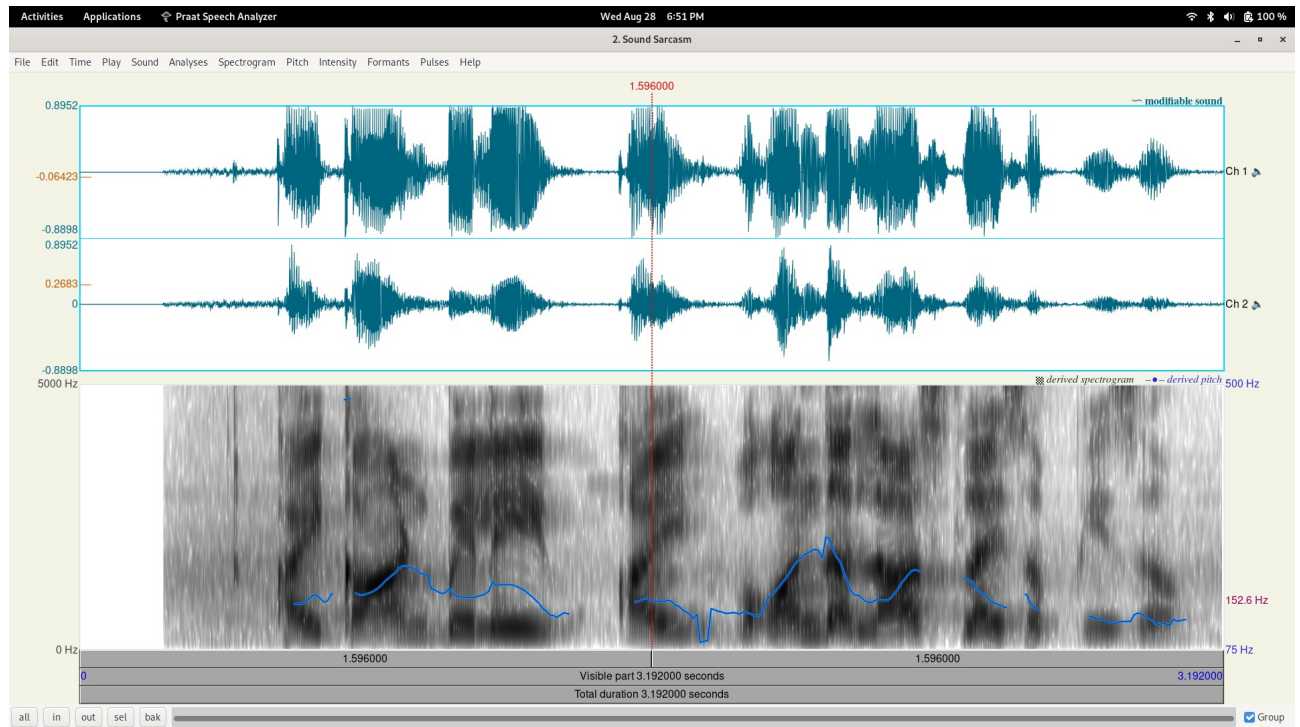 Activities Applications Praat Speech Analyzer Wed Aug 28 6:51 PM 100 %
2. Sound Sarcasm
File Edit Time Play Sound Analyses Spectrogram Pitch Intensity Formants Pulses Help
1.596000
0.8952 modifiable sound
-0.06423 Ch 1
-0.8898
0.8952
0.2683
0 Ch 2
-0.8898
5000 Hz derived spectrogram derived pitch 500 Hz
152.6 Hz
0 Hz 75 Hz
1.596000 1.596000
0 Visible part 3.192000 seconds 3.192000
Total duration 3.192000 seconds
all in out sel bak Group